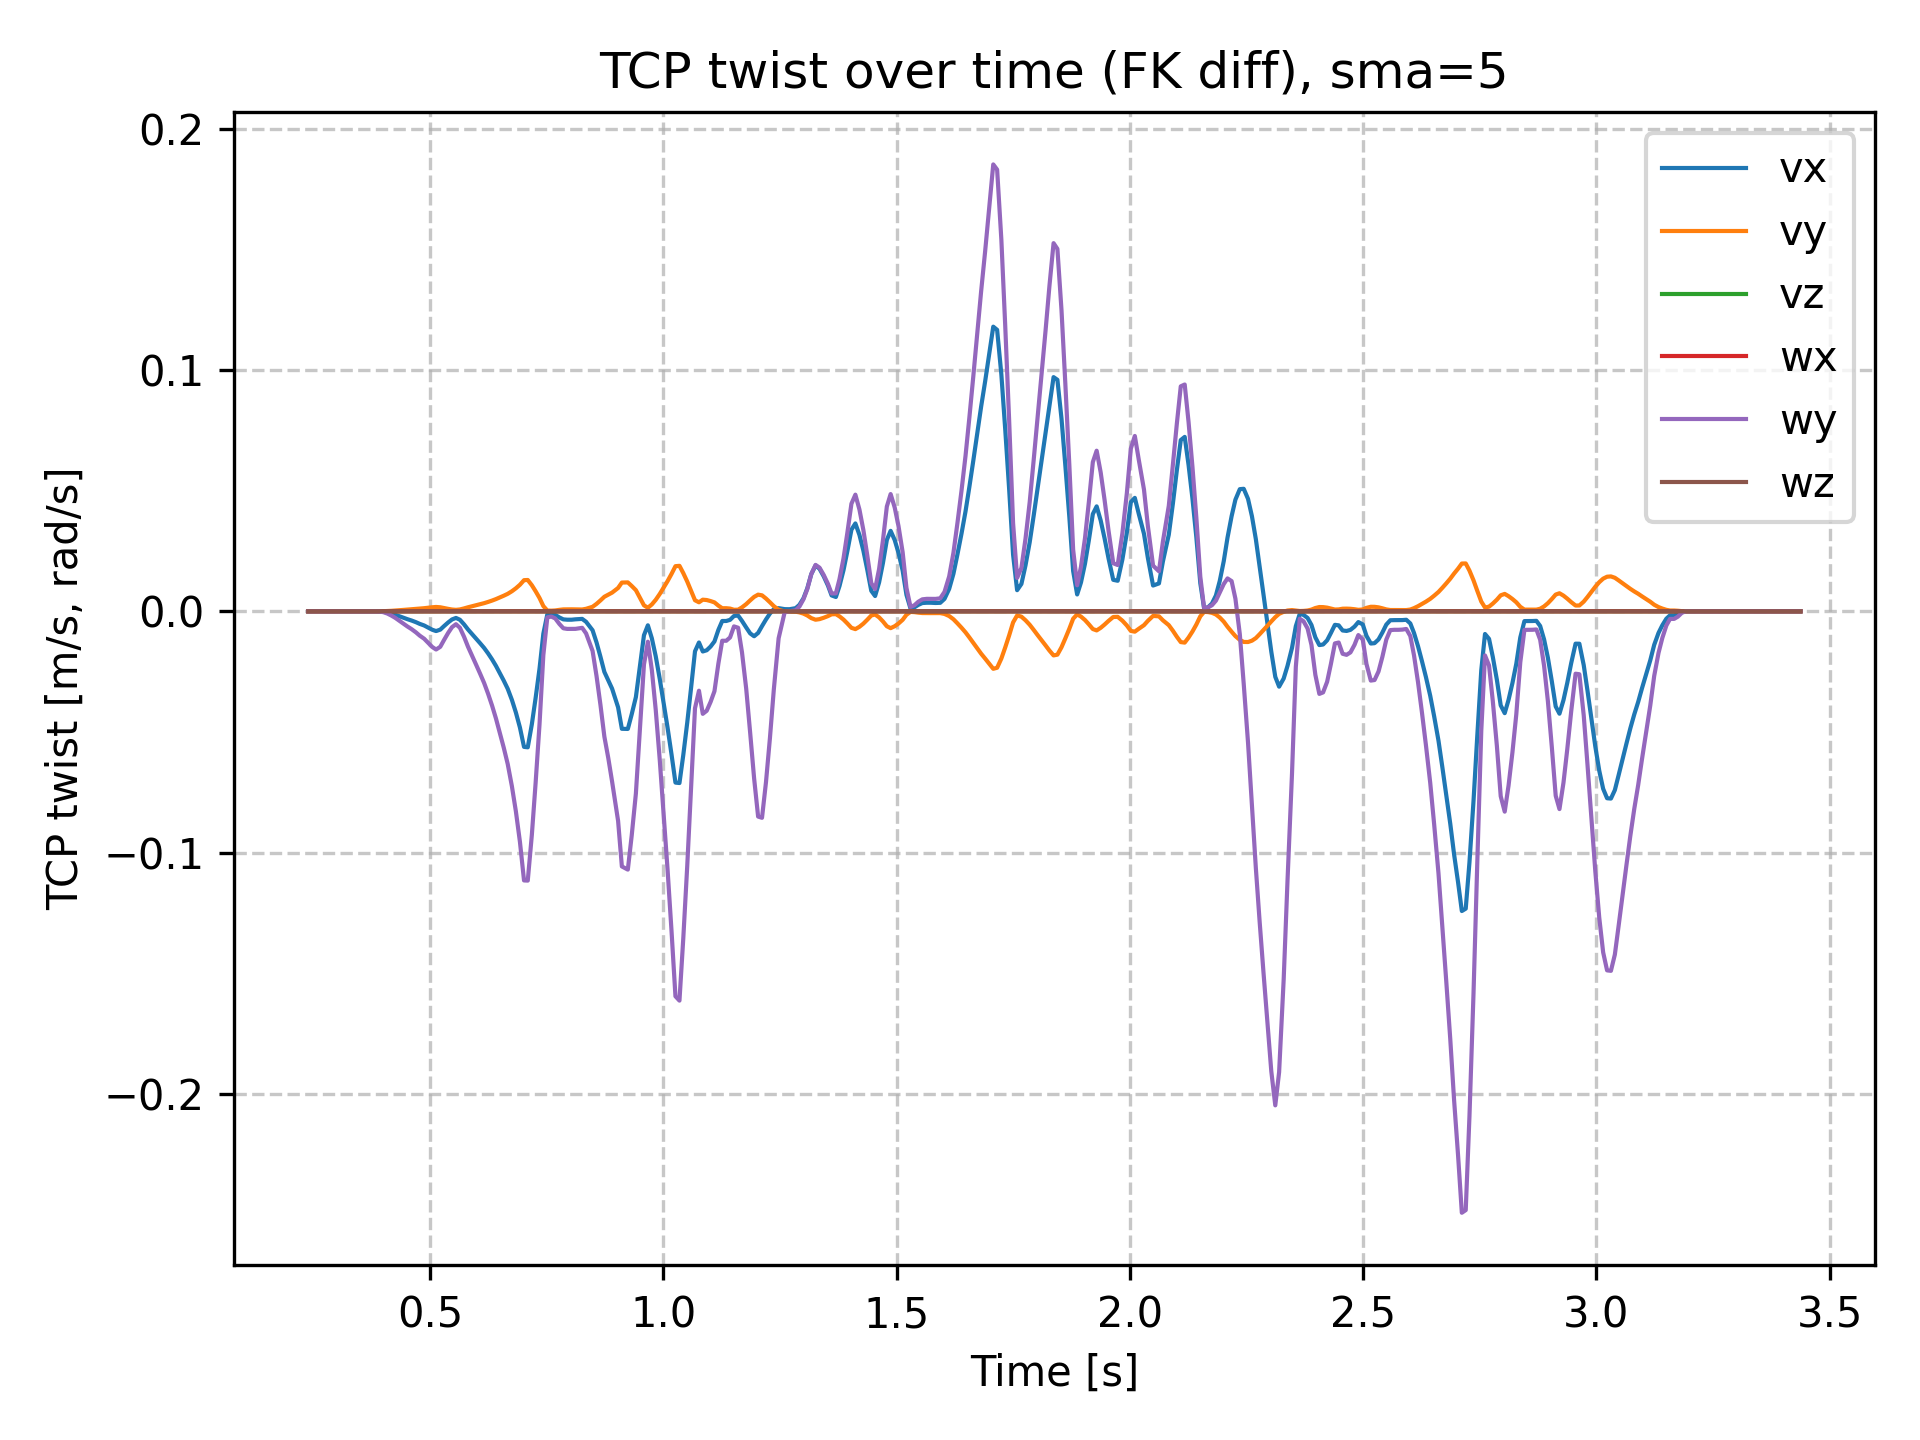 TCP twist over time (FK diff), sma=5
0.2
0.1
0.0
−0.1
−0.2
TCP twist [m/s, rad/s]
vx
vy
vz
wx
wy
wz
0.5 1.0 1.5 2.0 2.5 3.0 3.5
Time [s]